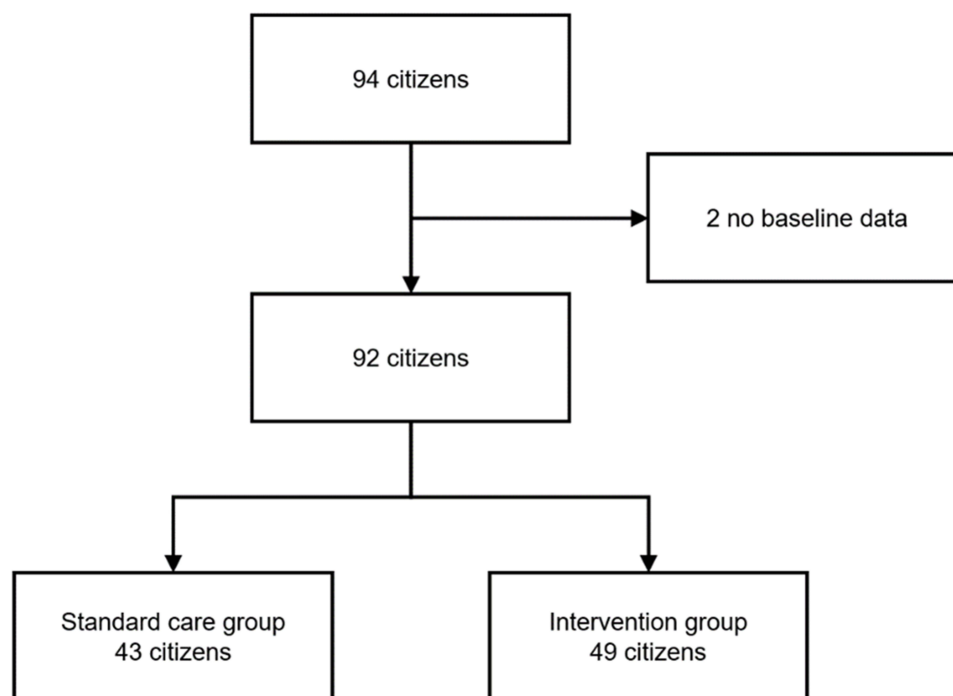 94 citizens
2 no baseline data
92 citizens
Standard care group
43 citizens
Intervention group
49 citizens